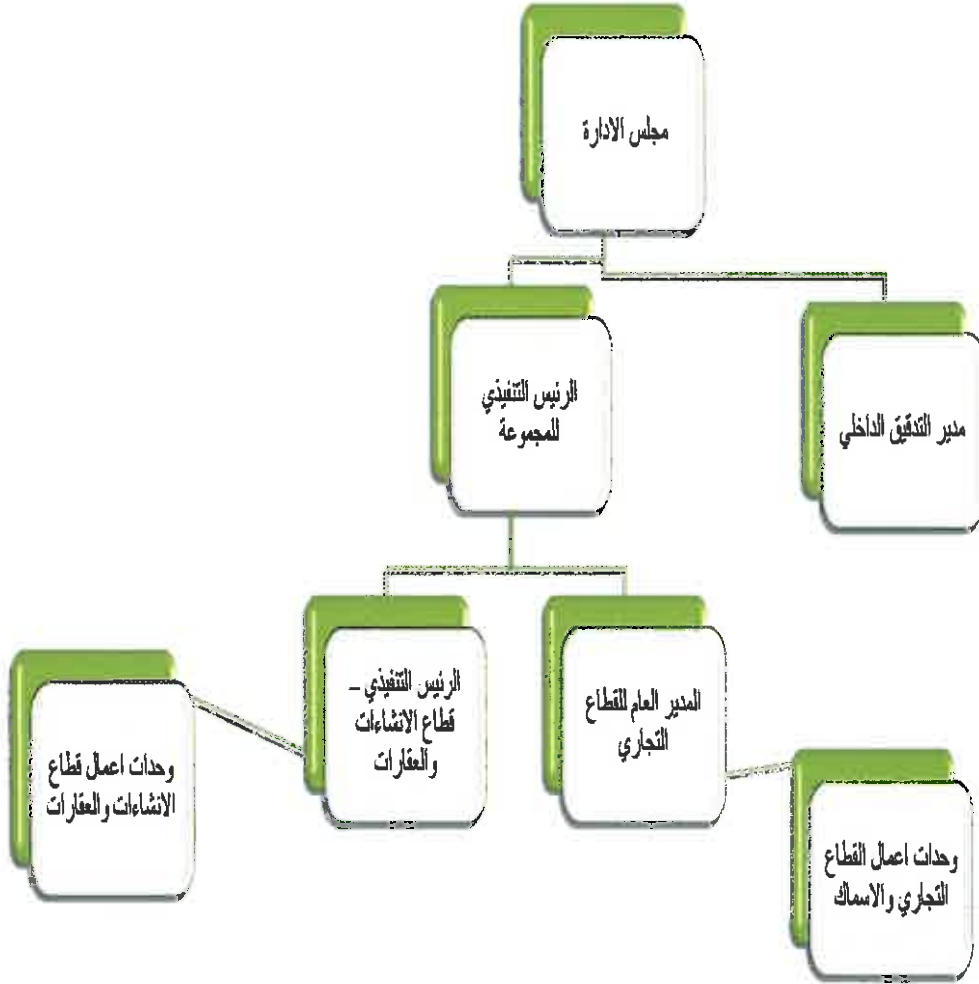 مجلس الادارة
مدير التدقيق الداخلي
الرئيس التنفيذي
للمجموعة
المدير العام للقطاع
التجاري
الرئيس التنفيذي –
قطاع الانشاءات
والعقارات
وحدات اعمال القطاع
التجاري والاسماك
وحدات اعمال قطاع
الانشاءات والعقارات